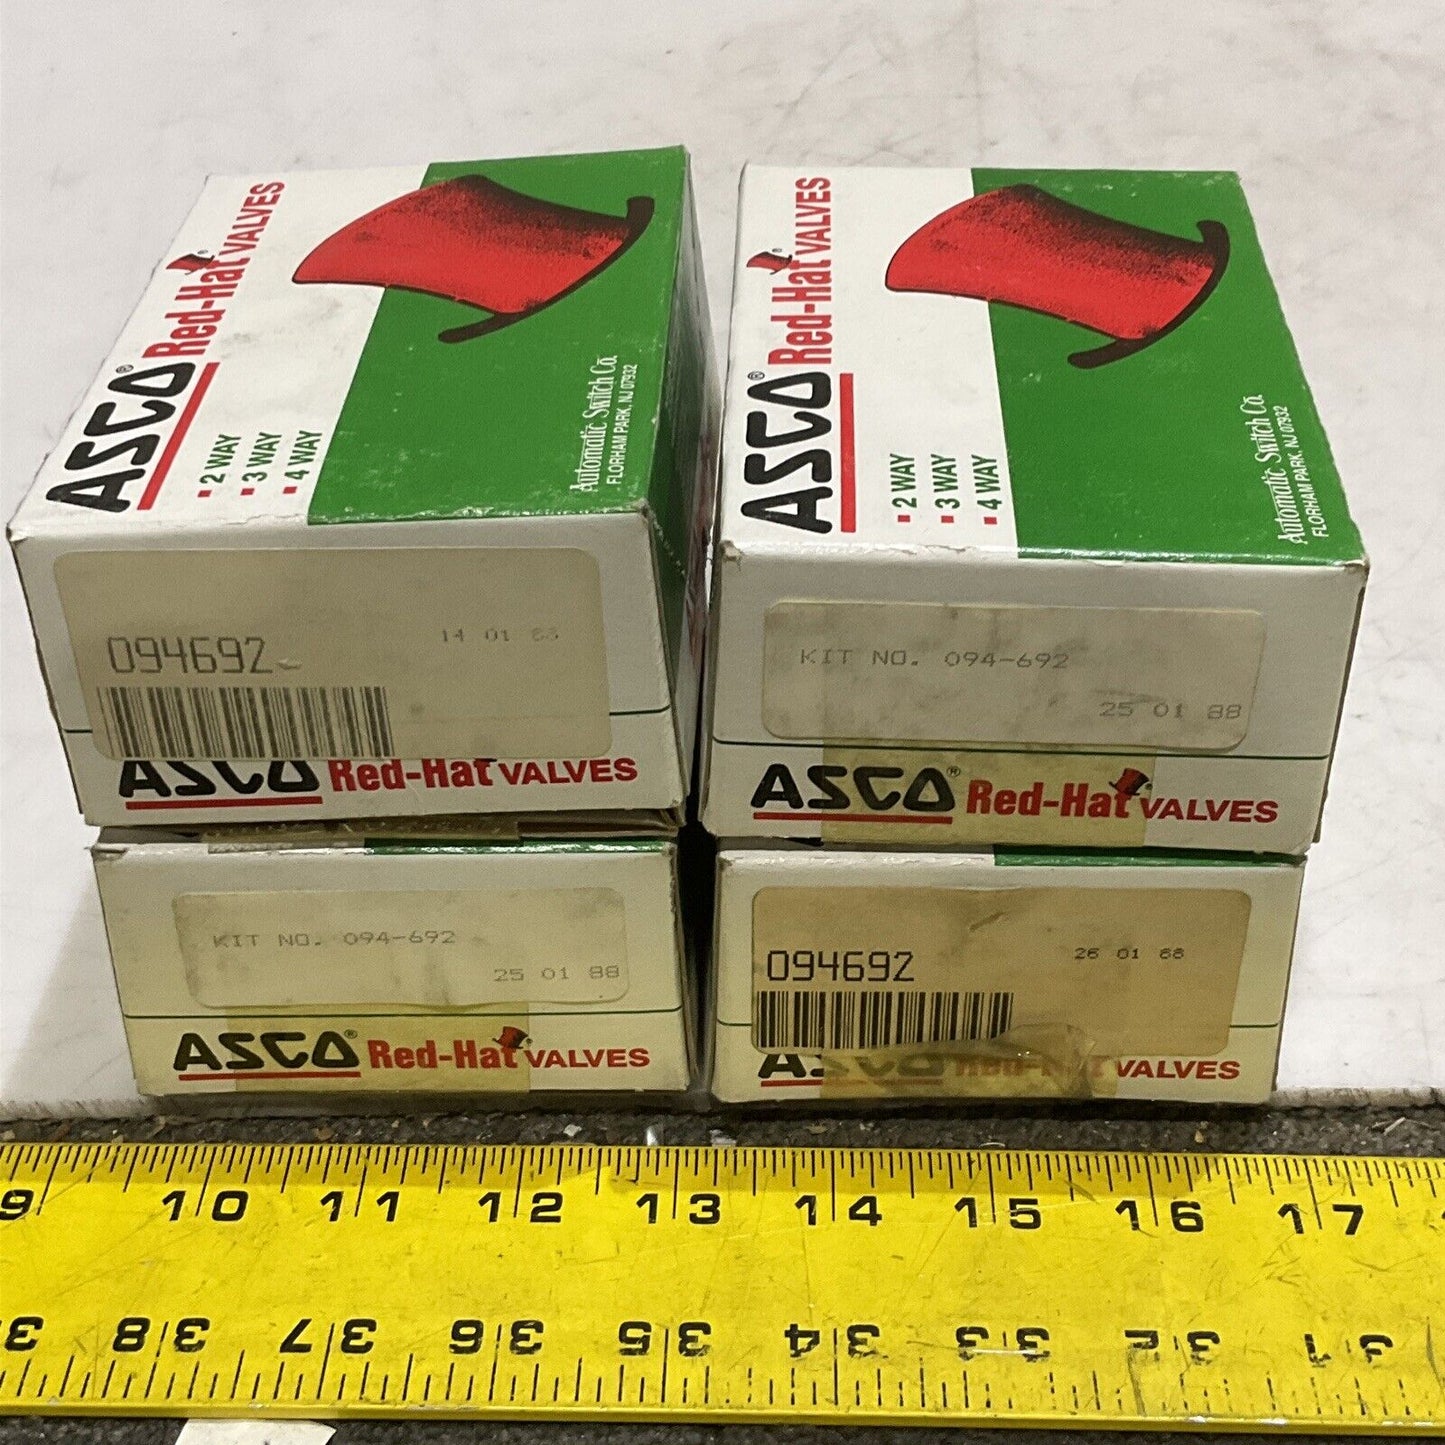 ASCO® Red-Hat® VALVES
▪ 2 WAY
▪ 3 WAY
▪ 4 WAY
Automatic Switch Co.
FLORHAM PARK, NJ 07932
094692
14 01 88
ASCO Red-Hat VALVES
ASCO® Red-Hat® VALVES
▪ 2 WAY
▪ 3 WAY
▪ 4 WAY
Automatic Switch Co.
FLORHAM PARK, NJ 07932
KIT NO. 094-692
25 01 88
ASCO® Red-Hat® VALVES
KIT NO. 094-692
25 01 88
ASCO® Red-Hat® VALVES
094692
26 01 88
ASCO Red-Hat VALVES
9 10 11 12 13 14 15 16 17
38 37 36 35 34 33 32 31